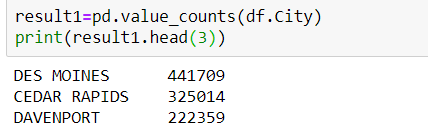 result1=pd.value_counts(df.City)
print(result1.head(3))
DES MOINES 441709
CEDAR RAPIDS 325014
DAVENPORT 222359